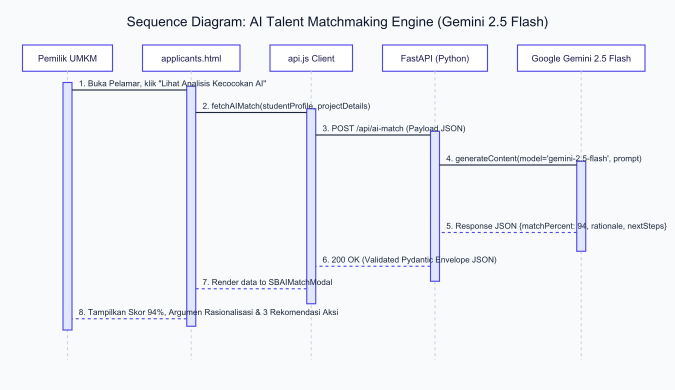 Sequence Diagram: AI Talent Matchmaking Engine (Gemini 2.5 Flash)
Pemilik UMKM
applicants.html
api.js Client
FastAPI (Python)
Google Gemini 2.5 Flash
1. Buka Pelamar, klik "Lihat Analisis Kecocokan AI"
2. fetchAIMatch(studentProfile, projectDetails)
3. POST /api/ai-match (Payload JSON)
4. generateContent(model='gemini-2.5-flash', prompt)
5. Response JSON {matchPercent: 94, rationale, nextSteps}
6. 200 OK (Validated Pydantic Envelope JSON)
7. Render data to SBAIMatchModal
8. Tampilkan Skor 94%, Argumen Rasionalisasi & 3 Rekomendasi Aksi